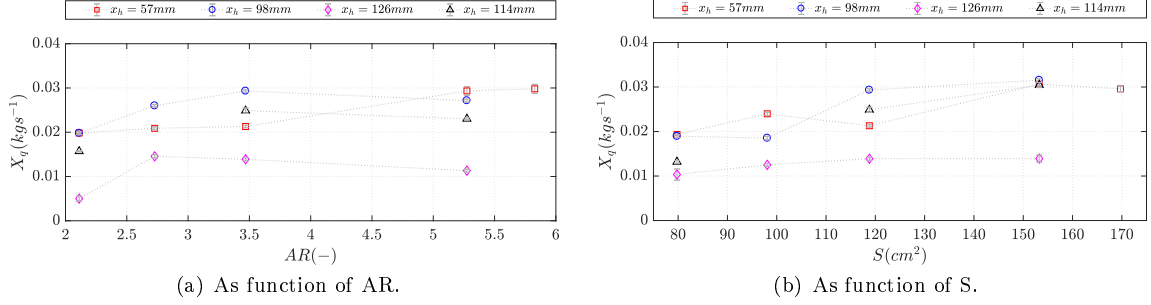 x_h = 57mm x_h = 98mm x_h = 126mm x_h = 114mm
0.04
0.03
0.02
0.01
0
X_q(kgs^{-1})
2 2.5 3 3.5 4 4.5 5 5.5 6
AR(−)
(a) As function of AR.
x_h = 57mm x_h = 98mm x_h = 126mm x_h = 114mm
0.04
0.03
0.02
0.01
0
X_q(kgs^{-1})
80 90 100 110 120 130 140 150 160 170
S(cm^2)
(b) As function of S.